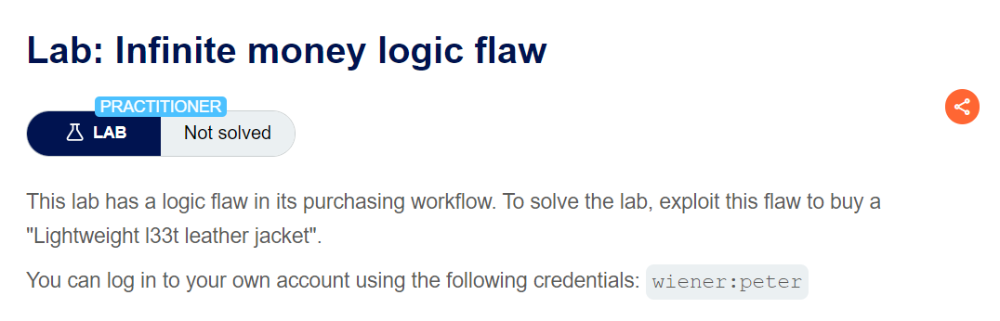 Lab: Infinite money logic flaw
PRACTITIONER
LAB Not solved
This lab has a logic flaw in its purchasing workflow. To solve the lab, exploit this flaw to buy a
"Lightweight l33t leather jacket".
You can log in to your own account using the following credentials: wiener:peter